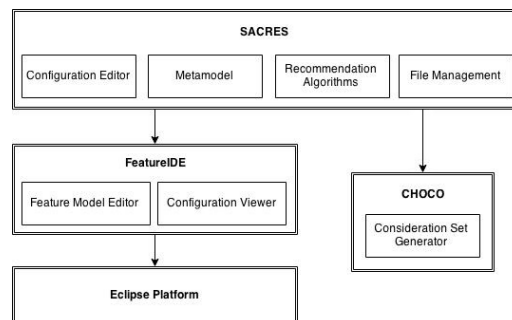 SACRES
Configuration Editor
Metamodel
Recommendation
Algorithms
File Management
FeatureIDE
Feature Model Editor
Configuration Viewer
CHOCO
Consideration Set
Generator
Eclipse Platform